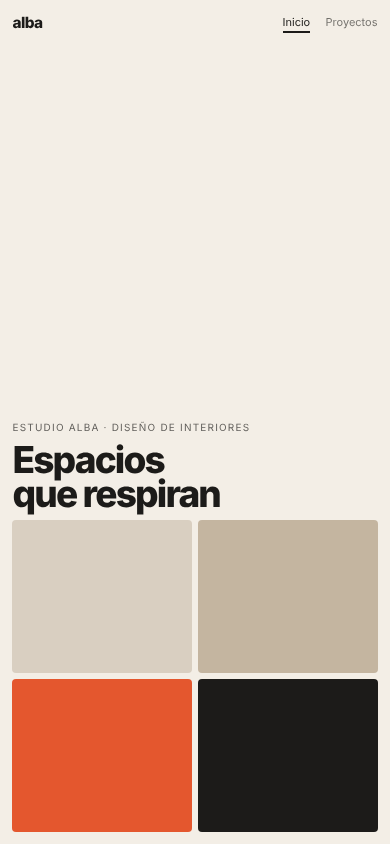 alba
Inicio Proyectos
ESTUDIO ALBA · DISEÑO DE INTERIORES
Espacios
que respiran